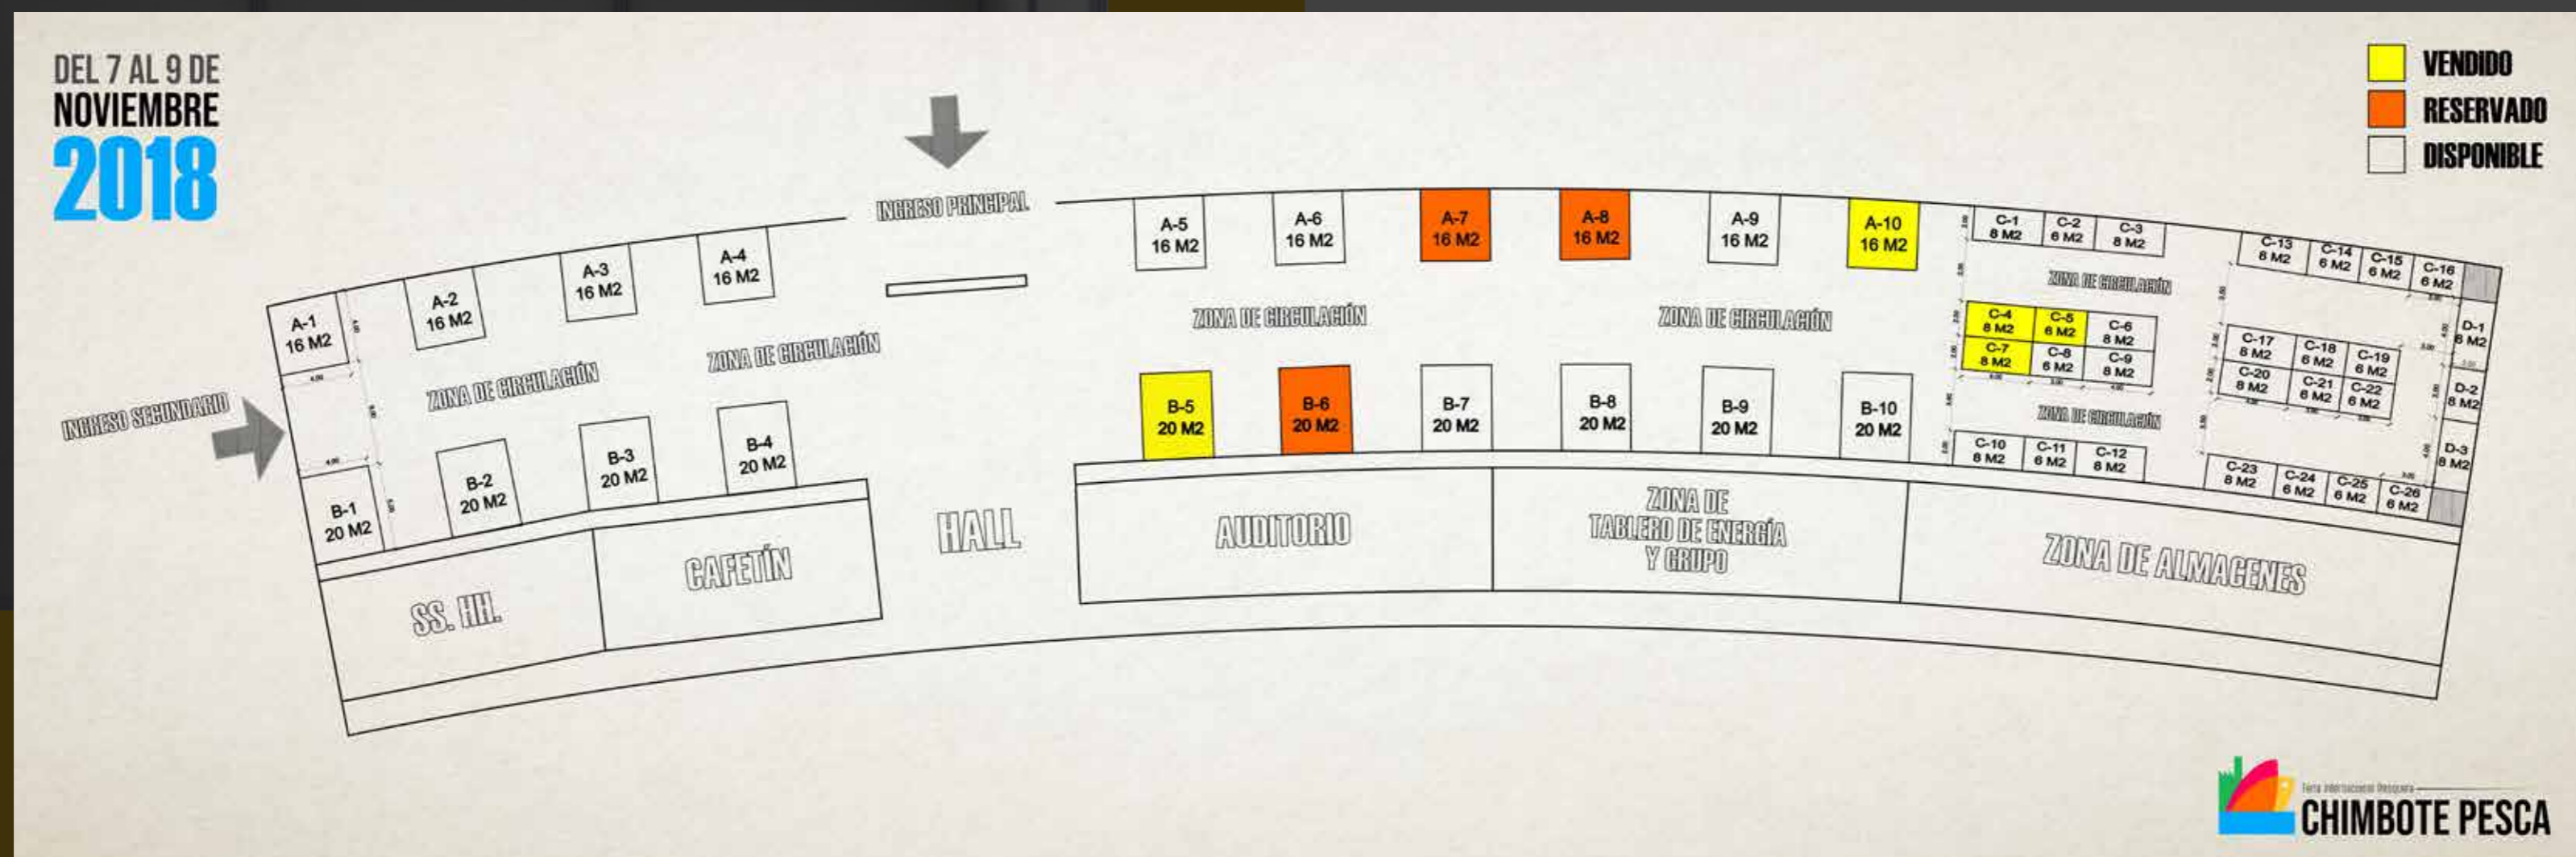 DEL 7 AL 9 DE
NOVIEMBRE
2018
VENDIDO
RESERVADO
DISPONIBLE
INGRESO PRINCIPAL
INGRESO SECUNDARIO
A-1
16 M2
A-2
16 M2
A-3
16 M2
A-4
16 M2
A-5
16 M2
A-6
16 M2
A-7
16 M2
A-8
16 M2
A-9
16 M2
A-10
16 M2
C-1
8 M2
C-2
6 M2
C-3
8 M2
C-13
8 M2
C-14
6 M2
C-15
6 M2
C-16
6 M2
ZONA DE CIRCULACIÓN
ZONA DE CIRCULACIÓN
ZONA DE CIRCULACIÓN
ZONA DE CIRCULACIÓN
ZONA DE CIRCULACIÓN
C-4
8 M2
C-5
6 M2
C-6
8 M2
C-7
8 M2
C-8
6 M2
C-9
8 M2
C-17
8 M2
C-18
6 M2
C-19
6 M2
C-20
8 M2
C-21
6 M2
C-22
6 M2
D-1
8 M2
D-2
8 M2
D-3
8 M2
ZONA DE CIRCULACIÓN
B-1
20 M2
B-2
20 M2
B-3
20 M2
B-4
20 M2
B-5
20 M2
B-6
20 M2
B-7
20 M2
B-8
20 M2
B-9
20 M2
B-10
20 M2
C-10
8 M2
C-11
6 M2
C-12
8 M2
C-23
8 M2
C-24
6 M2
C-25
6 M2
C-26
6 M2
SS. HH.
CAFETÍN
HALL
AUDITORIO
ZONA DE
TABLERO DE ENERGÍA
Y GRUPO
ZONA DE ALMACENES
Feria Internacional Pesquera
CHIMBOTE PESCA